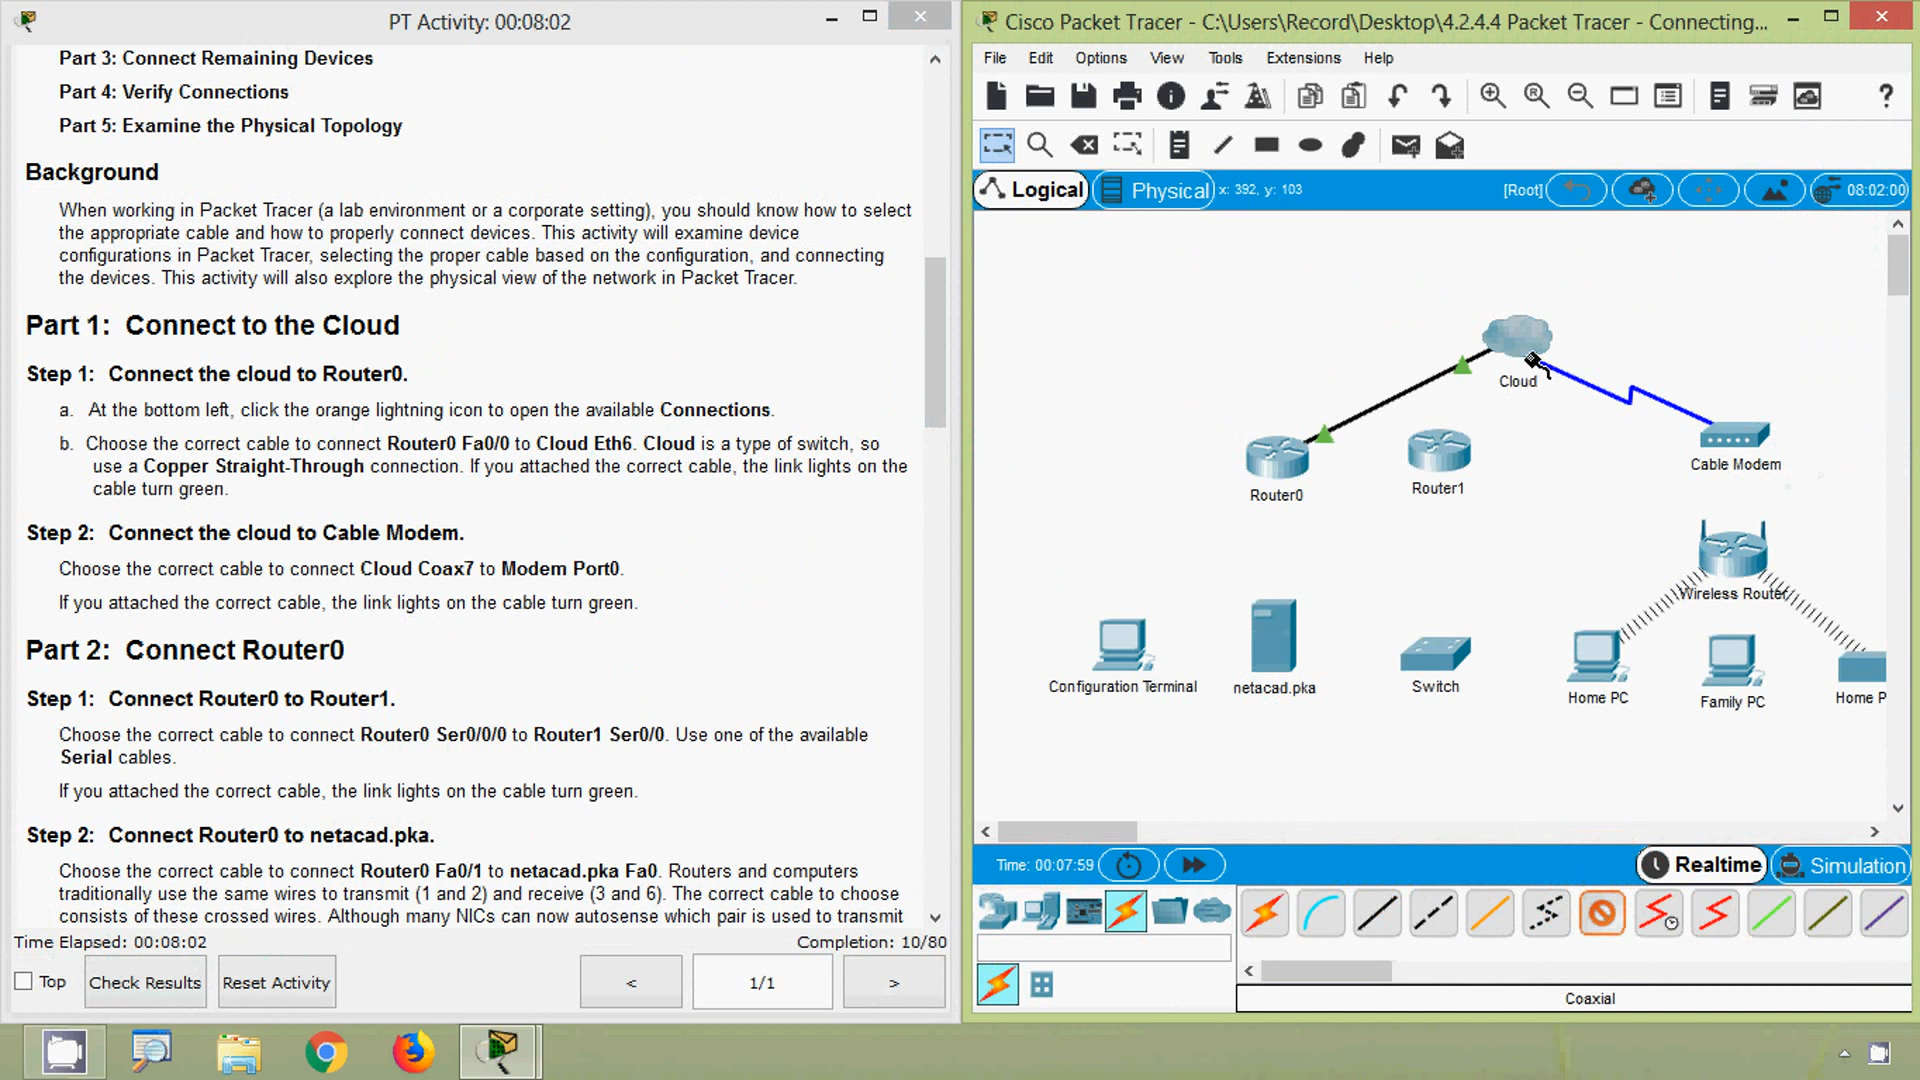 PT Activity: 00:08:02
Part 3: Connect Remaining Devices
Part 4: Verify Connections
Part 5: Examine the Physical Topology
Background
When working in Packet Tracer (a lab environment or a corporate setting), you should know how to select
the appropriate cable and how to properly connect devices. This activity will examine device
configurations in Packet Tracer, selecting the proper cable based on the configuration, and connecting
the devices. This activity will also explore the physical view of the network in Packet Tracer.
Part 1: Connect to the Cloud
Step 1: Connect the cloud to Router0.
a. At the bottom left, click the orange lightning icon to open the available Connections.
b. Choose the correct cable to connect Router0 Fa0/0 to Cloud Eth6. Cloud is a type of switch, so
use a Copper Straight-Through connection. If you attached the correct cable, the link lights on the
cable turn green.
Step 2: Connect the cloud to Cable Modem.
Choose the correct cable to connect Cloud Coax7 to Modem Port0.
If you attached the correct cable, the link lights on the cable turn green.
Part 2: Connect Router0
Step 1: Connect Router0 to Router1.
Choose the correct cable to connect Router0 Ser0/0/0 to Router1 Ser0/0. Use one of the available
Serial cables.
If you attached the correct cable, the link lights on the cable turn green.
Step 2: Connect Router0 to netacad.pka.
Choose the correct cable to connect Router0 Fa0/1 to netacad.pka Fa0. Routers and computers
traditionally use the same wires to transmit (1 and 2) and receive (3 and 6). The correct cable to choose
consists of these crossed wires. Although many NICs can now autosense which pair is used to transmit
Time Elapsed: 00:08:02
Completion: 10/80
Top
Check Results
Reset Activity
<
1/1
>
Cisco Packet Tracer - C:\Users\Record\Desktop\4.2.4.4 Packet Tracer - Connecting...
File Edit Options View Tools Extensions Help
Logical
Physical
x: 392, y: 103
[Root]
08:02:00
Cloud
Router0
Router1
Cable Modem
Wireless Router
Configuration Terminal
netacad.pka
Switch
Home PC
Family PC
Home P
Time: 00:07:59
Realtime
Simulation
Coaxial